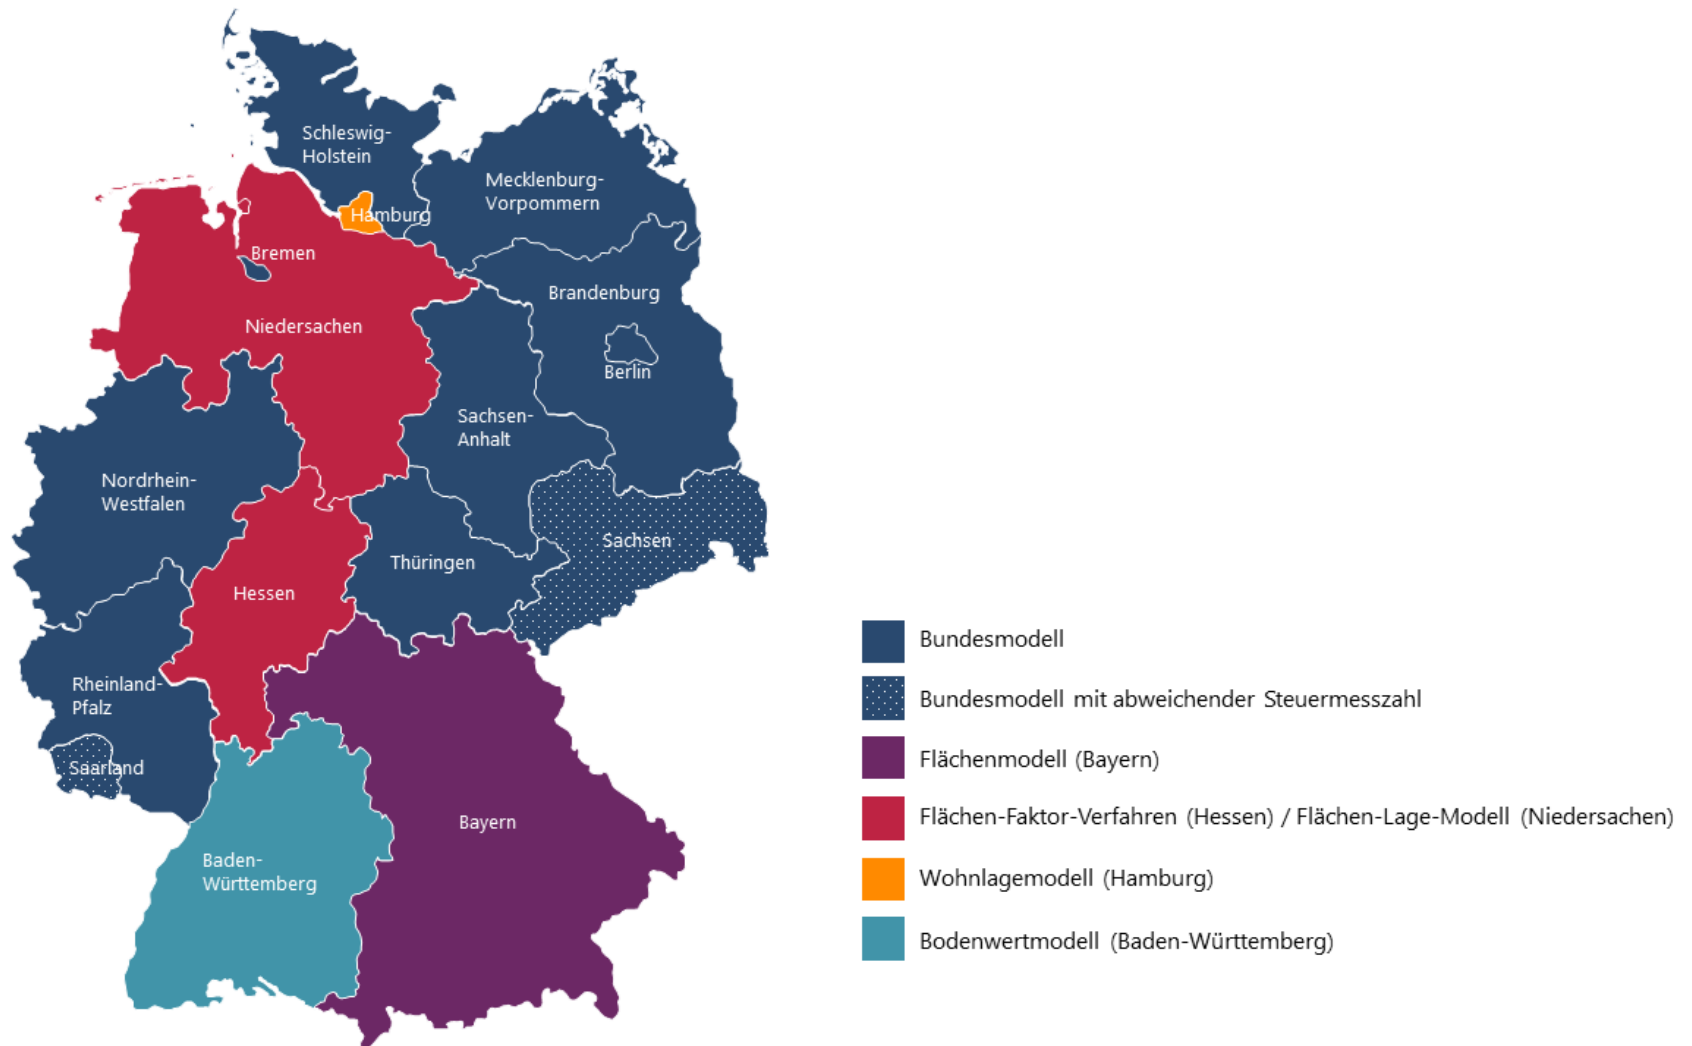 Schleswig-
Holstein
Mecklenburg-
Vorpommern
Hamburg
Bremen
Brandenburg
Niedersachen
Berlin
Sachsen-
Anhalt
Nordrhein-
Westfalen
Sachsen
Thüringen
Hessen
Rheinland-
Pfalz
Saarland
Bayern
Baden-
Württemberg
Bundesmodell
Bundesmodell mit abweichender Steuermesszahl
Flächenmodell (Bayern)
Flächen-Faktor-Verfahren (Hessen) / Flächen-Lage-Modell (Niedersachen)
Wohnlagemodell (Hamburg)
Bodenwertmodell (Baden-Württemberg)